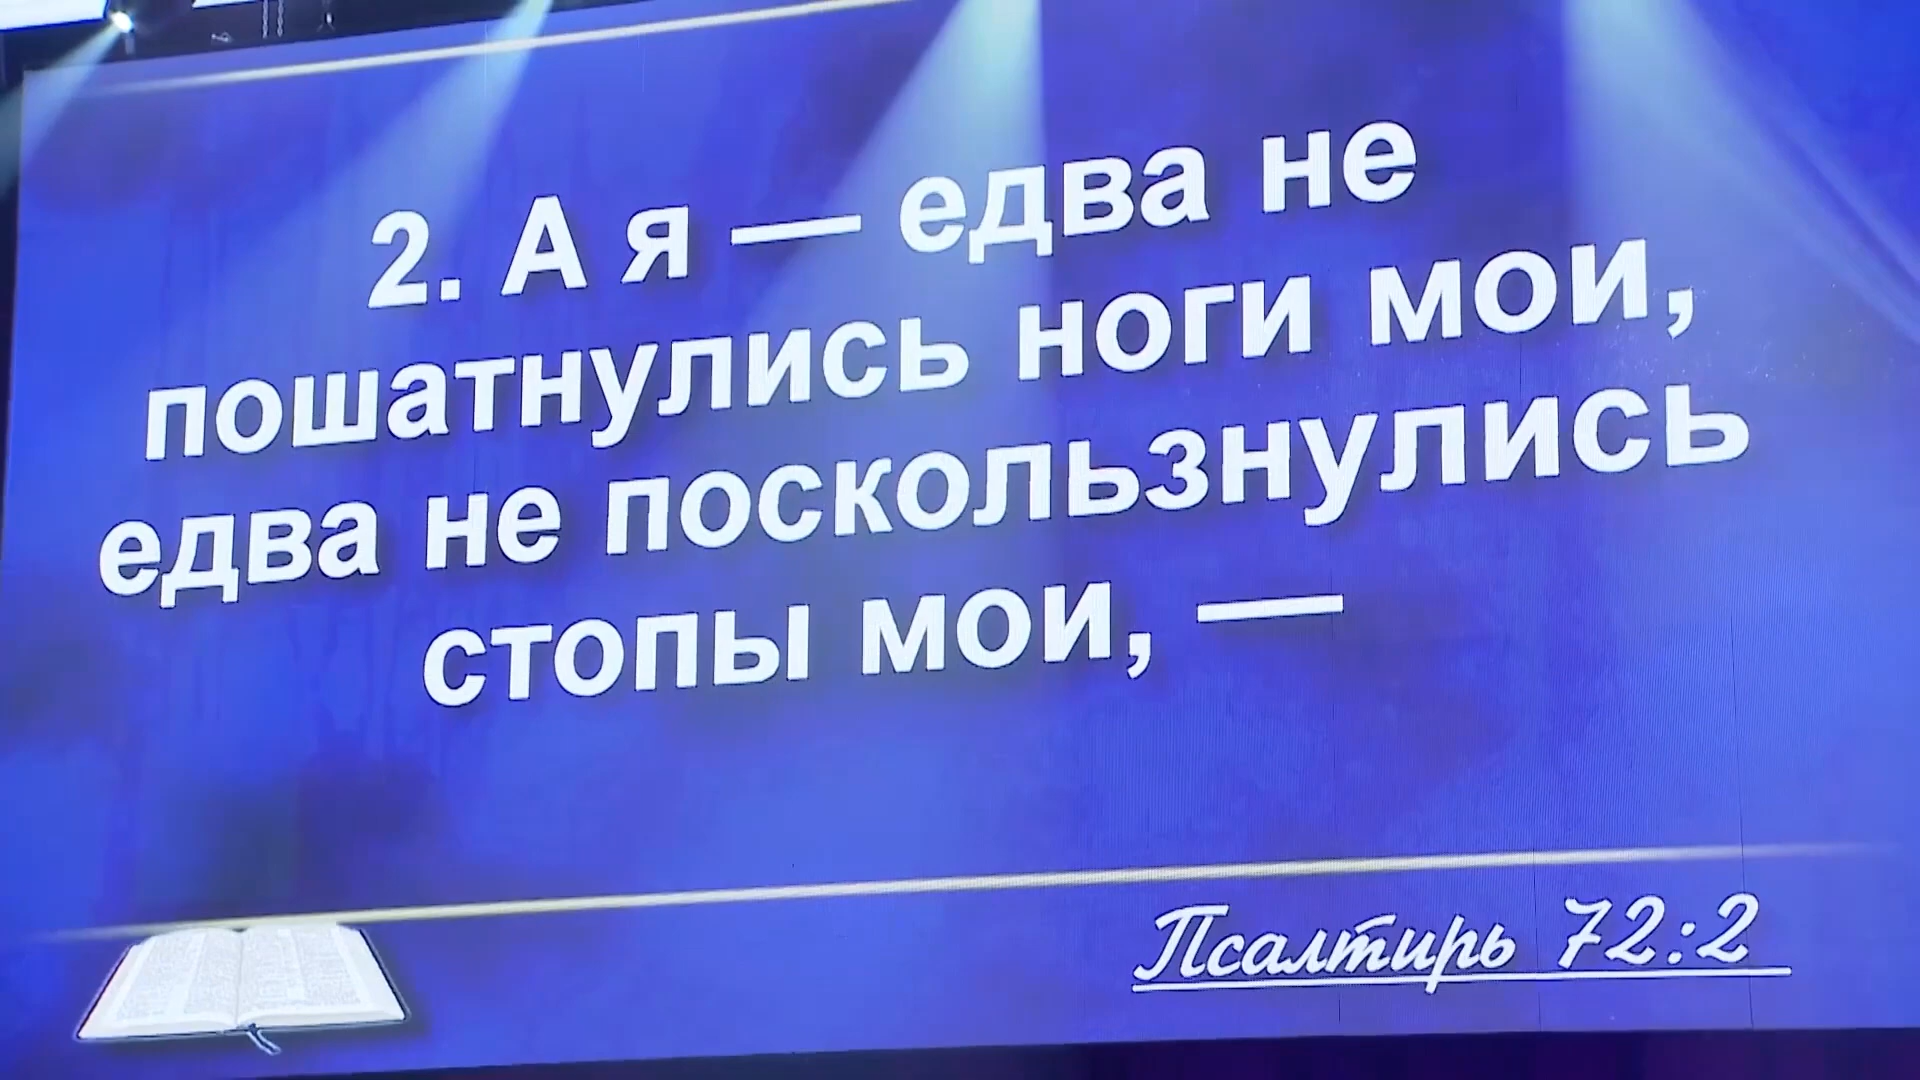 2. А я — едва не
пошатнулись ноги мои,
едва не поскользнулись
стопы мои, —
Псалтирь 72:2